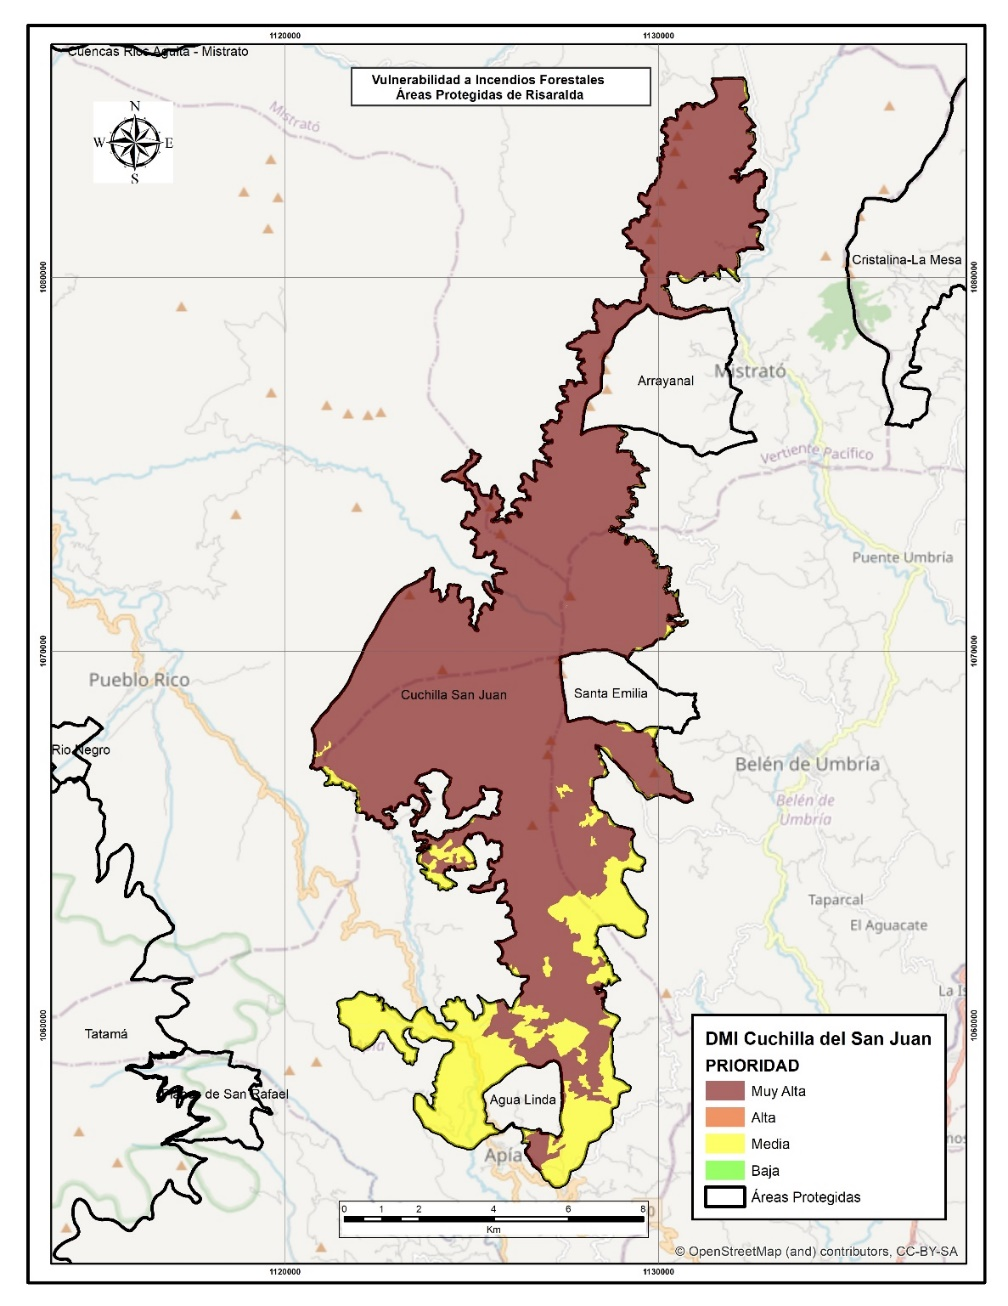 1120000
1130000
Cuencas Rios Aguita - Mistrato
Vulnerabilidad a Incendios Forestales
Áreas Protegidas de Risaralda
N
W
E
S
Mistrató
1080000
1080000
Cristalina-La Mesa
Mistrató
Arrayanal
Vertiente Pacífico
Puente Umbría
1070000
1070000
Pueblo Rico
Cuchilla San Juan
Santa Emilia
Rio Negro
Belén de Umbría
Belén de
Umbría
Taparcal
El Aguacate
La
1060000
1060000
Tatamá
de San Rafael
Agua Linda
Apía
DMI Cuchilla del San Juan
PRIORIDAD
Muy Alta
Alta
Media
Baja
Áreas Protegidas
0 1 2 4 6 8
Km
© OpenStreetMap (and) contributors, CC-BY-SA
1120000
1130000